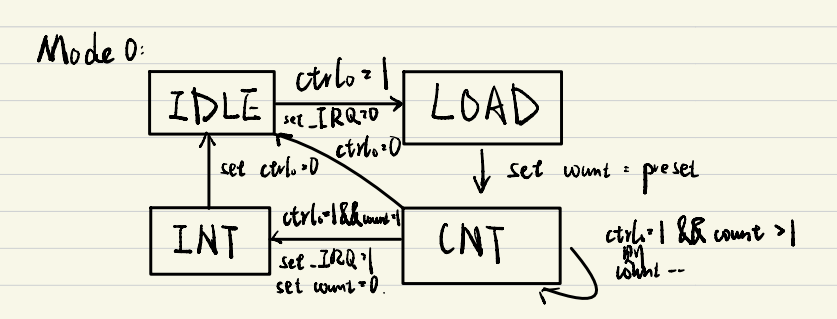 Mode 0:
ctrl₀=1
IDLE
LOAD
set_IRQ=0
ctrl₀=0
set ctrl₀=0
set count = preset
ctrl₀=1 && count=1
INT
CNT
ctrl₀=1 && count >1
set_IRQ=1
count --
set count=0.